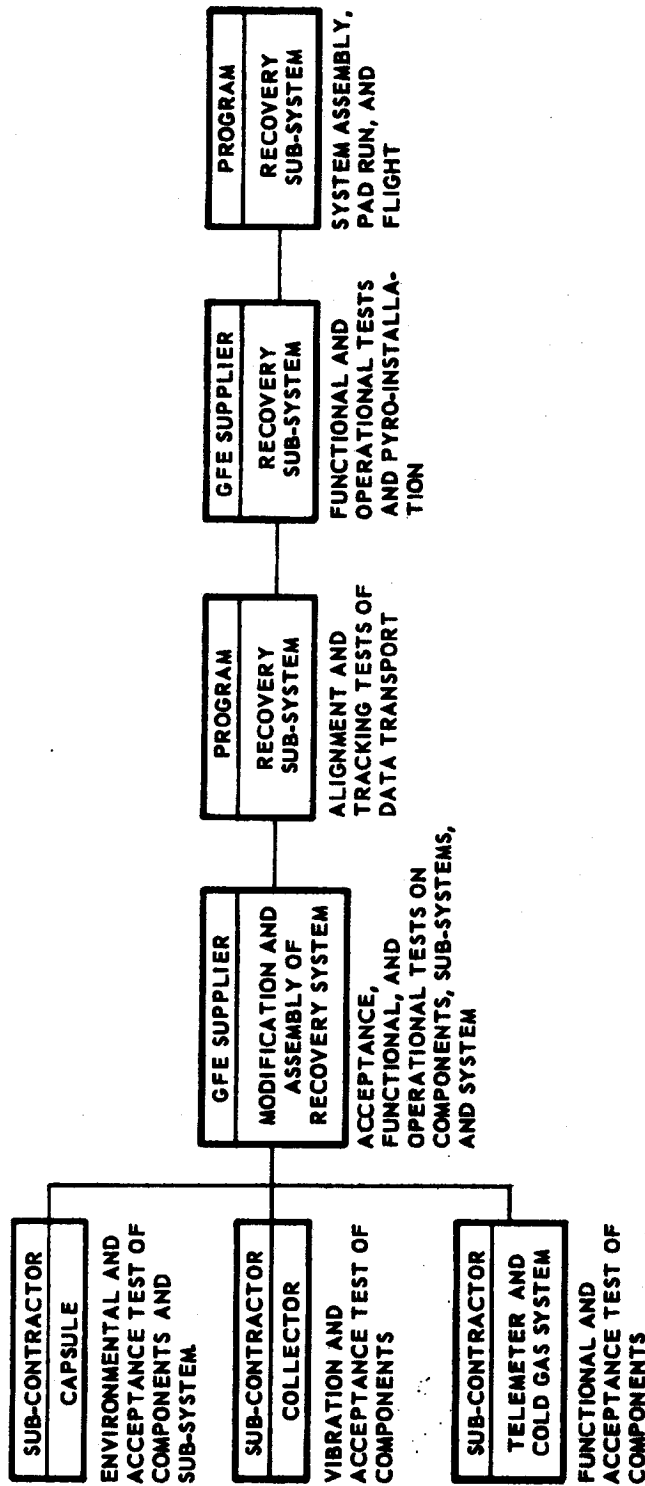 SUB-CONTRACTOR
CAPSULE
ENVIRONMENTAL AND
ACCEPTANCE TEST OF
COMPONENTS AND
SUB-SYSTEM.
SUB-CONTRACTOR
COLLECTOR
VIBRATION AND
ACCEPTANCE TEST OF
COMPONENTS
SUB-CONTRACTOR
TELEMETER AND
COLD GAS SYSTEM
FUNCTIONAL AND
ACCEPTANCE TEST OF
COMPONENTS
GFE SUPPLIER
MODIFICATION AND
ASSEMBLY OF
RECOVERY SYSTEM
ACCEPTANCE,
FUNCTIONAL, AND
OPERATIONAL TESTS ON
COMPONENTS, SUB-SYSTEMS,
AND SYSTEM
PROGRAM
RECOVERY
SUB-SYSTEM
ALIGNMENT AND
TRACKING TESTS OF
DATA TRANSPORT
GFE SUPPLIER
RECOVERY
SUB-SYSTEM
FUNCTIONAL AND
OPERATIONAL TESTS
AND PYRO-INSTALLA-
TION
PROGRAM
RECOVERY
SUB-SYSTEM
SYSTEM ASSEMBLY,
PAD RUN, AND
FLIGHT